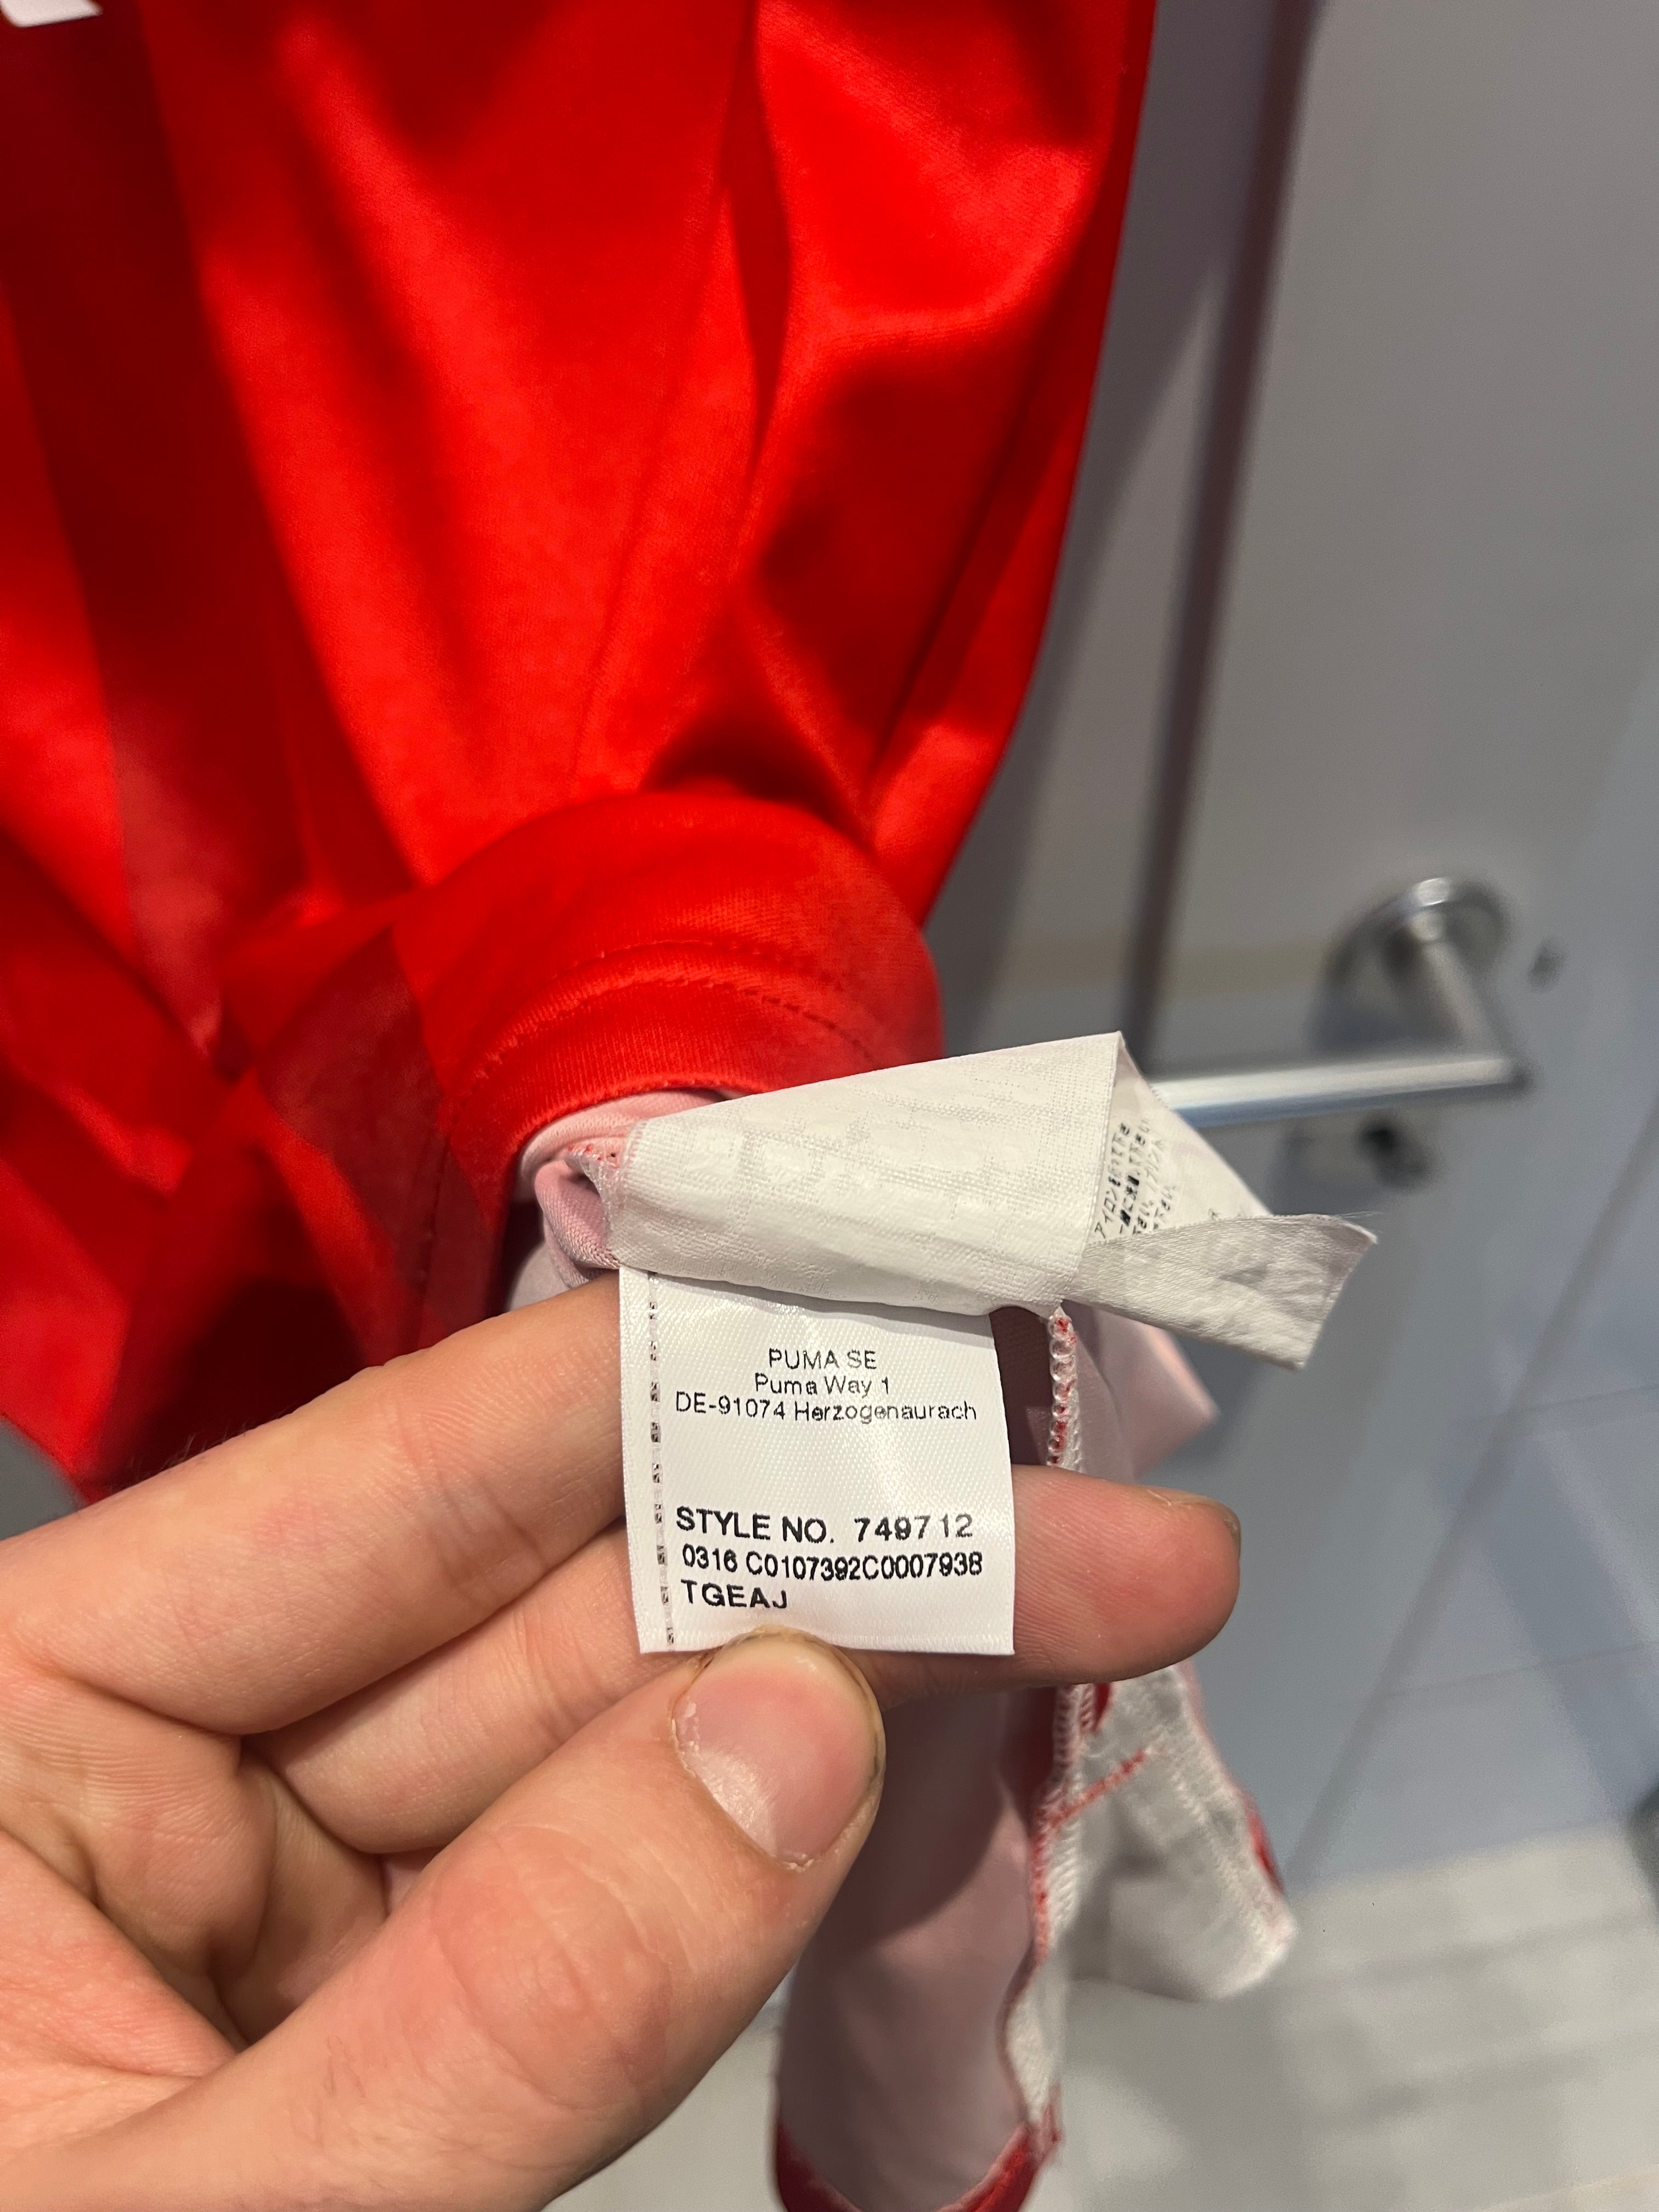 PUMA SE
Puma Way 1
DE-91074 Herzogenaurach
STYLE NO. 749712
0316 C0107392C0007938
TGEAJ